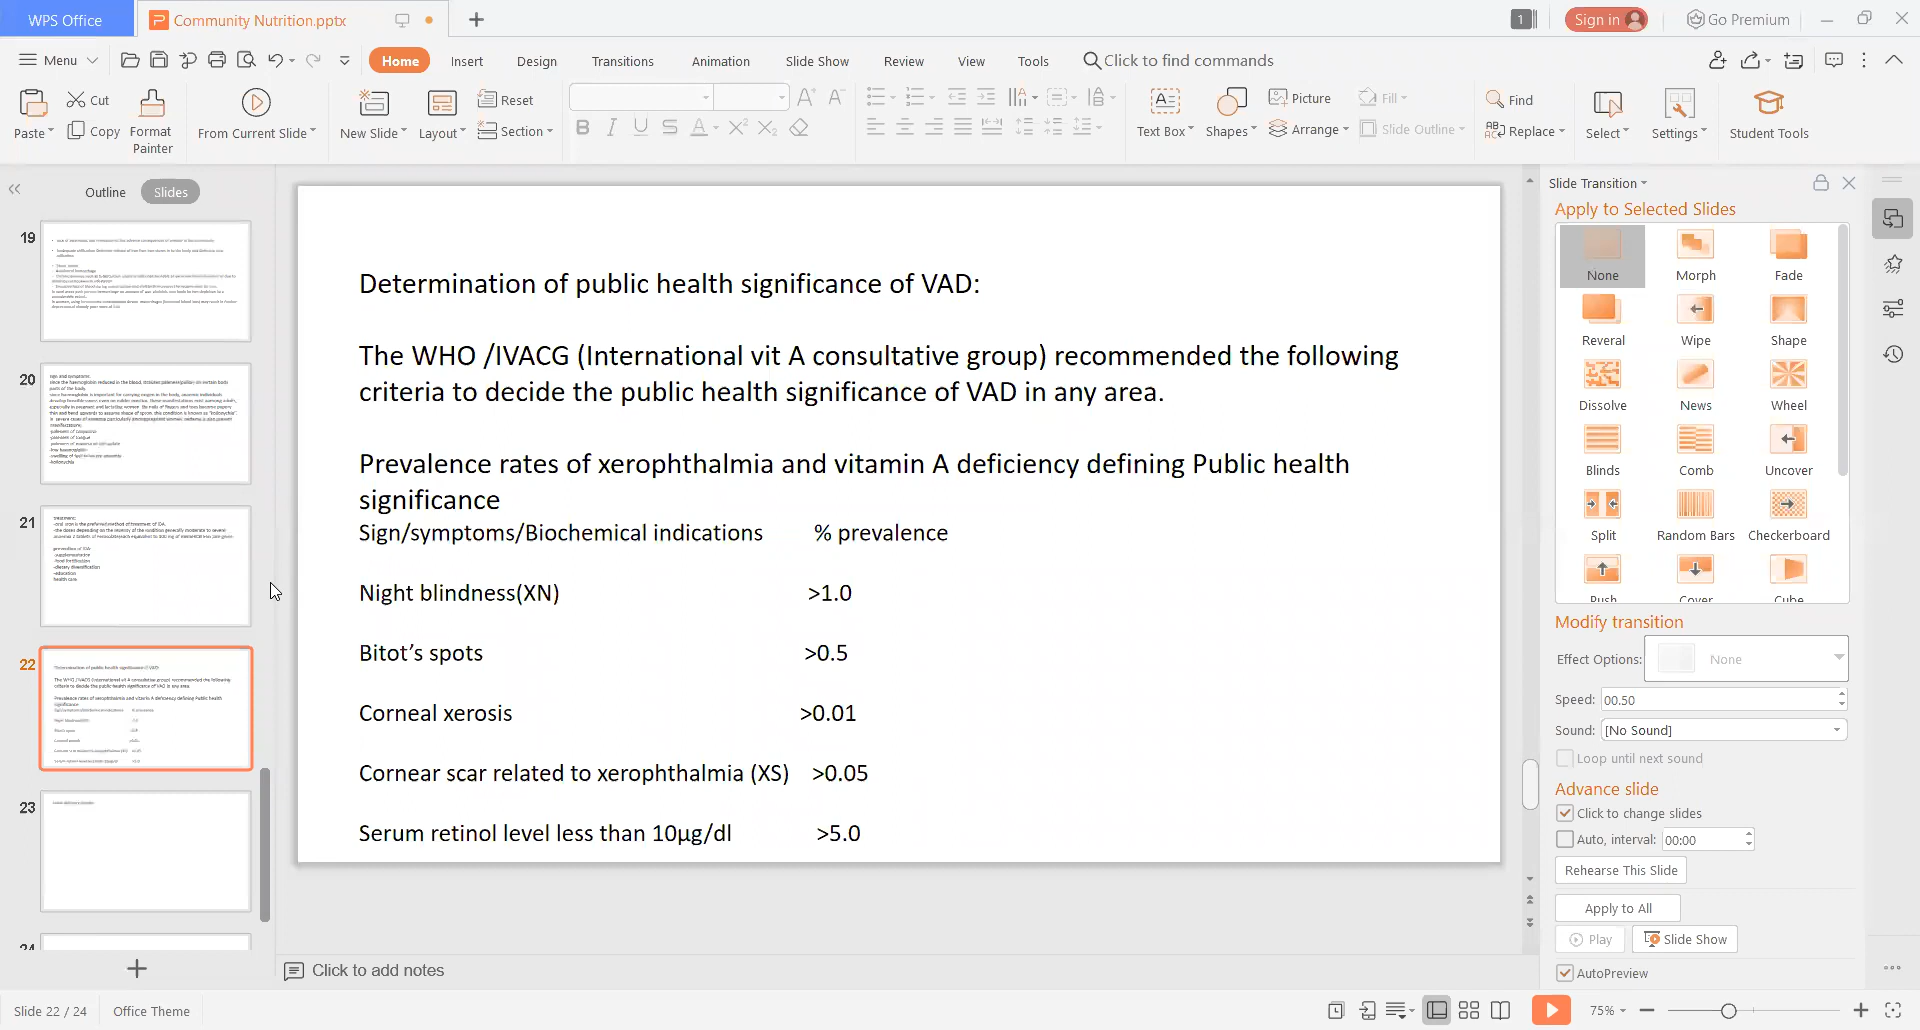 WPS Office
Community Nutrition.pptx
1
Sign in
Go Premium
Menu
Home
Insert
Design
Transitions
Animation
Slide Show
Review
View
Tools
Click to find commands
Paste
Cut
Copy
Format
Painter
From Current Slide
New Slide
Layout
Reset
Section
Text Box
Shapes
Picture
Arrange
Fill
Slide Outline
Find
Replace
Select
Settings
Student Tools
Outline
Slides
19
20
21
22
23
24
Determination of public health significance of VAD:
The WHO /IVACG (International vit A consultative group) recommended the following
criteria to decide the public health significance of VAD in any area.
Prevalence rates of xerophthalmia and vitamin A deficiency defining Public health
significance
Sign/symptoms/Biochemical indications % prevalence
Night blindness(XN) >1.0
Bitot’s spots >0.5
Corneal xerosis >0.01
Cornear scar related to xerophthalmia (XS) >0.05
Serum retinol level less than 10µg/dl >5.0
Click to add notes
Slide Transition
Apply to Selected Slides
None
Morph
Fade
Reveral
Wipe
Shape
Dissolve
News
Wheel
Blinds
Comb
Uncover
Split
Random Bars
Checkerboard
Push
Cover
Cube
Modify transition
Effect Options: None
Speed: 00.50
Sound: [No Sound]
Loop until next sound
Advance slide
Click to change slides
Auto, interval: 00:00
Rehearse This Slide
Apply to All
Play
Slide Show
AutoPreview
Slide 22 / 24
Office Theme
75%